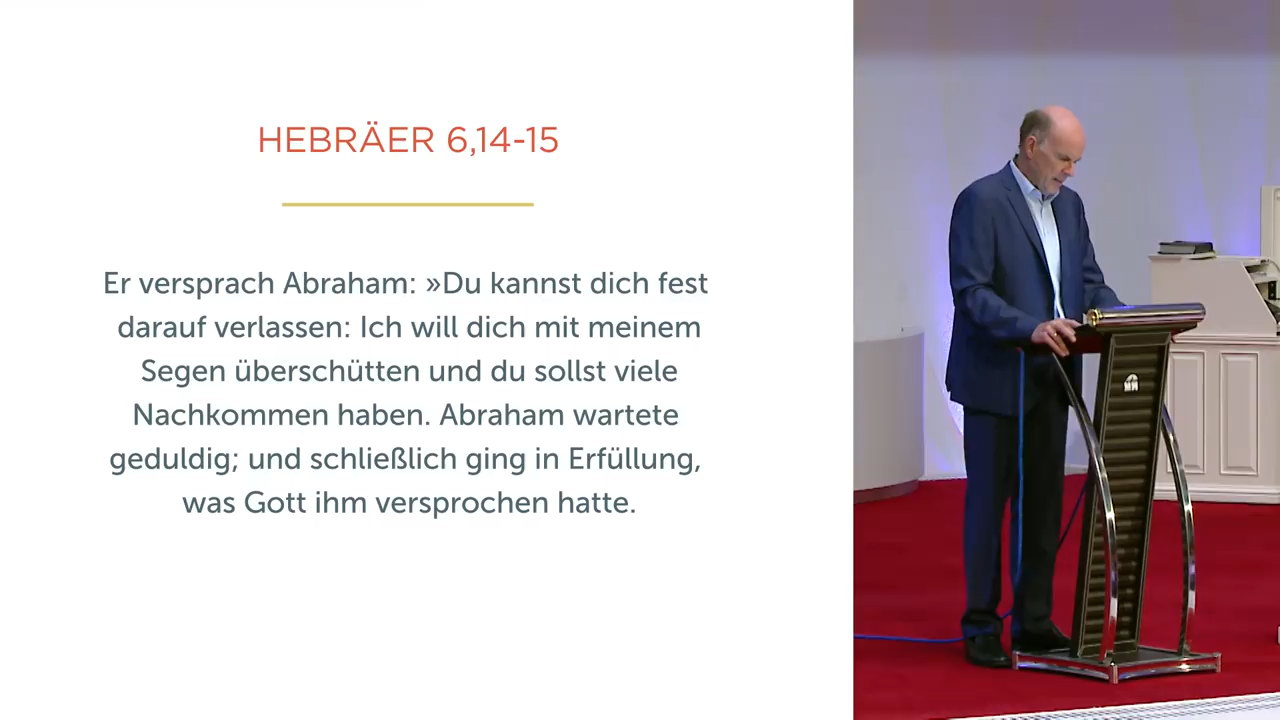 HEBRÄER 6,14-15
Er versprach Abraham: »Du kannst dich fest
darauf verlassen: Ich will dich mit meinem
Segen überschütten und du sollst viele
Nachkommen haben. Abraham wartete
geduldig; und schließlich ging in Erfüllung,
was Gott ihm versprochen hatte.